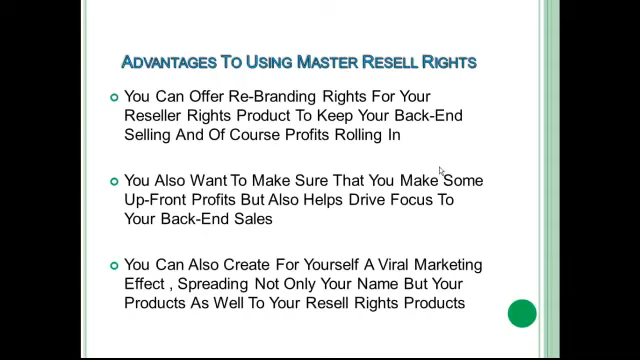 Advantages To Using Master Resell Rights
You Can Offer Re-Branding Rights For Your
Reseller Rights Product To Keep Your Back-End
Selling And Of Course Profits Rolling In
You Also Want To Make Sure That You Make Some
Up-Front Profits But Also Helps Drive Focus To
Your Back-End Sales
You Can Also Create For Yourself A Viral Marketing
Effect , Spreading Not Only Your Name But Your
Products As Well To Your Resell Rights Products